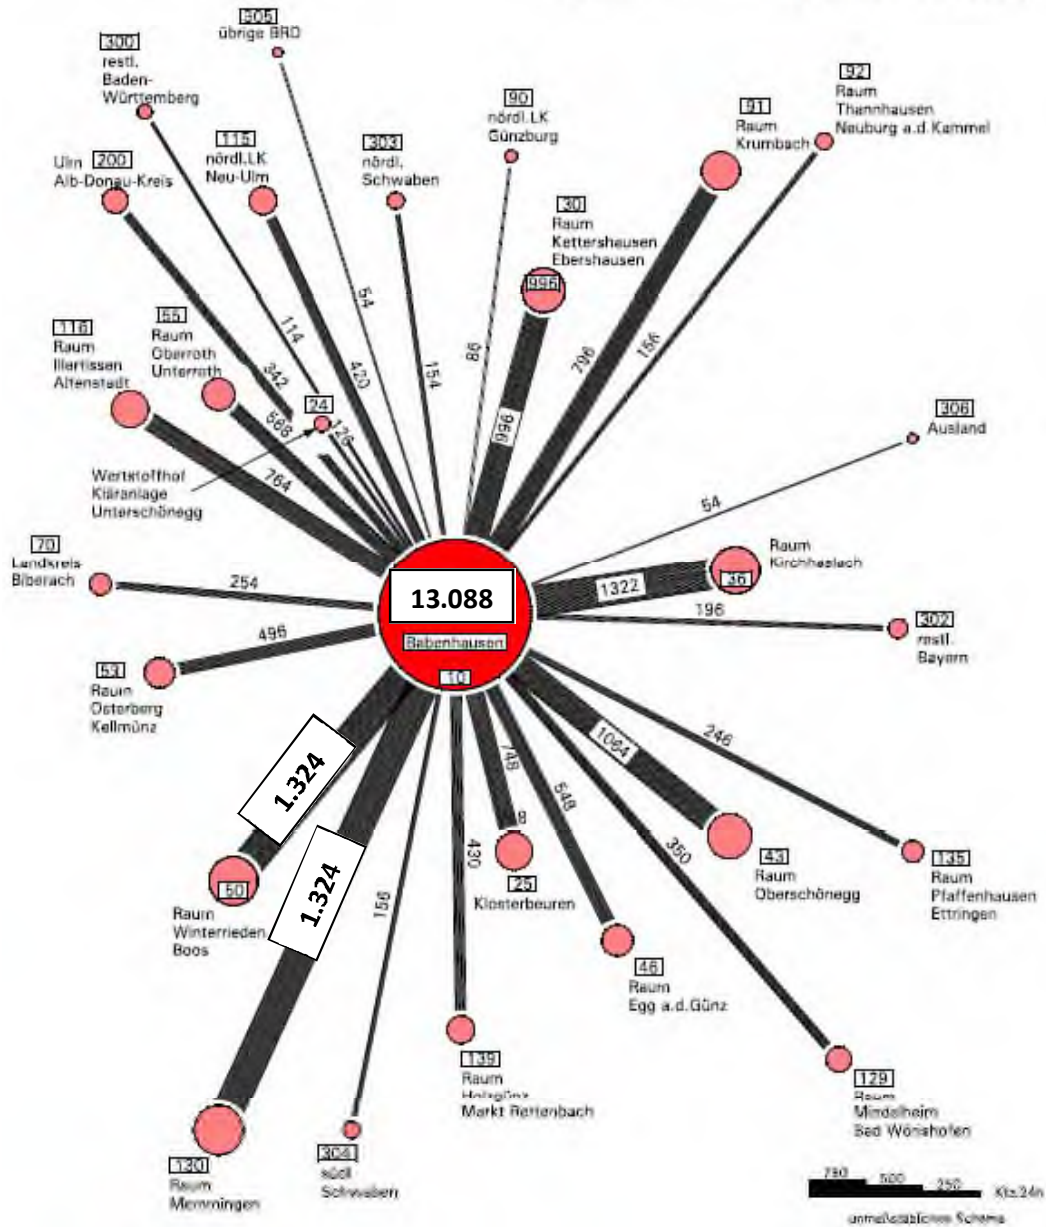 305
übrige BRD
300
restl.
Baden-
Württemberg
115
nördl.LK
Neu-Ulm
Ulm 200
Alb-Donau-Kreis
303
nördl.
Schwaben
90
nördl.LK
Günzburg
91
Raum
Krumbach
92
Raum
Thannhausen
Neuburg a.d.Kammel
30
Raum
Kettershausen
Ebershausen
996
116
Raum
Illertissen
Altenstadt
55
Raum
Oberroth
Unterroth
24
Wertstoffhof
Kläranlage
Unterschönegg
54
114
420
342
154
86
796
156
996
568
126
764
306
Ausland
54
70
Landkreis
Biberach
254
13.088
Babenhausen
10
1322
Raum
Kirchhaslach
36
196
302
restl.
Bayern
496
53
Raum
Osterberg
Kellmünz
1.324
50
Raum
Winterrieden
Boos
1.324
156
430
748
8
25
Klosterbeuren
548
1064
43
Raum
Oberschönegg
246
350
135
Raum
Pfaffenhausen
Ettringen
46
Raum
Egg a.d.Günz
139
Raum
Markt Rettenbach
129
Raum
Mindelheim
Bad Wörishofen
130
Raum
Memmingen
304
südl.
Schwaben
750 500 250 Kfz.24h
unmaßstäbliches Schema